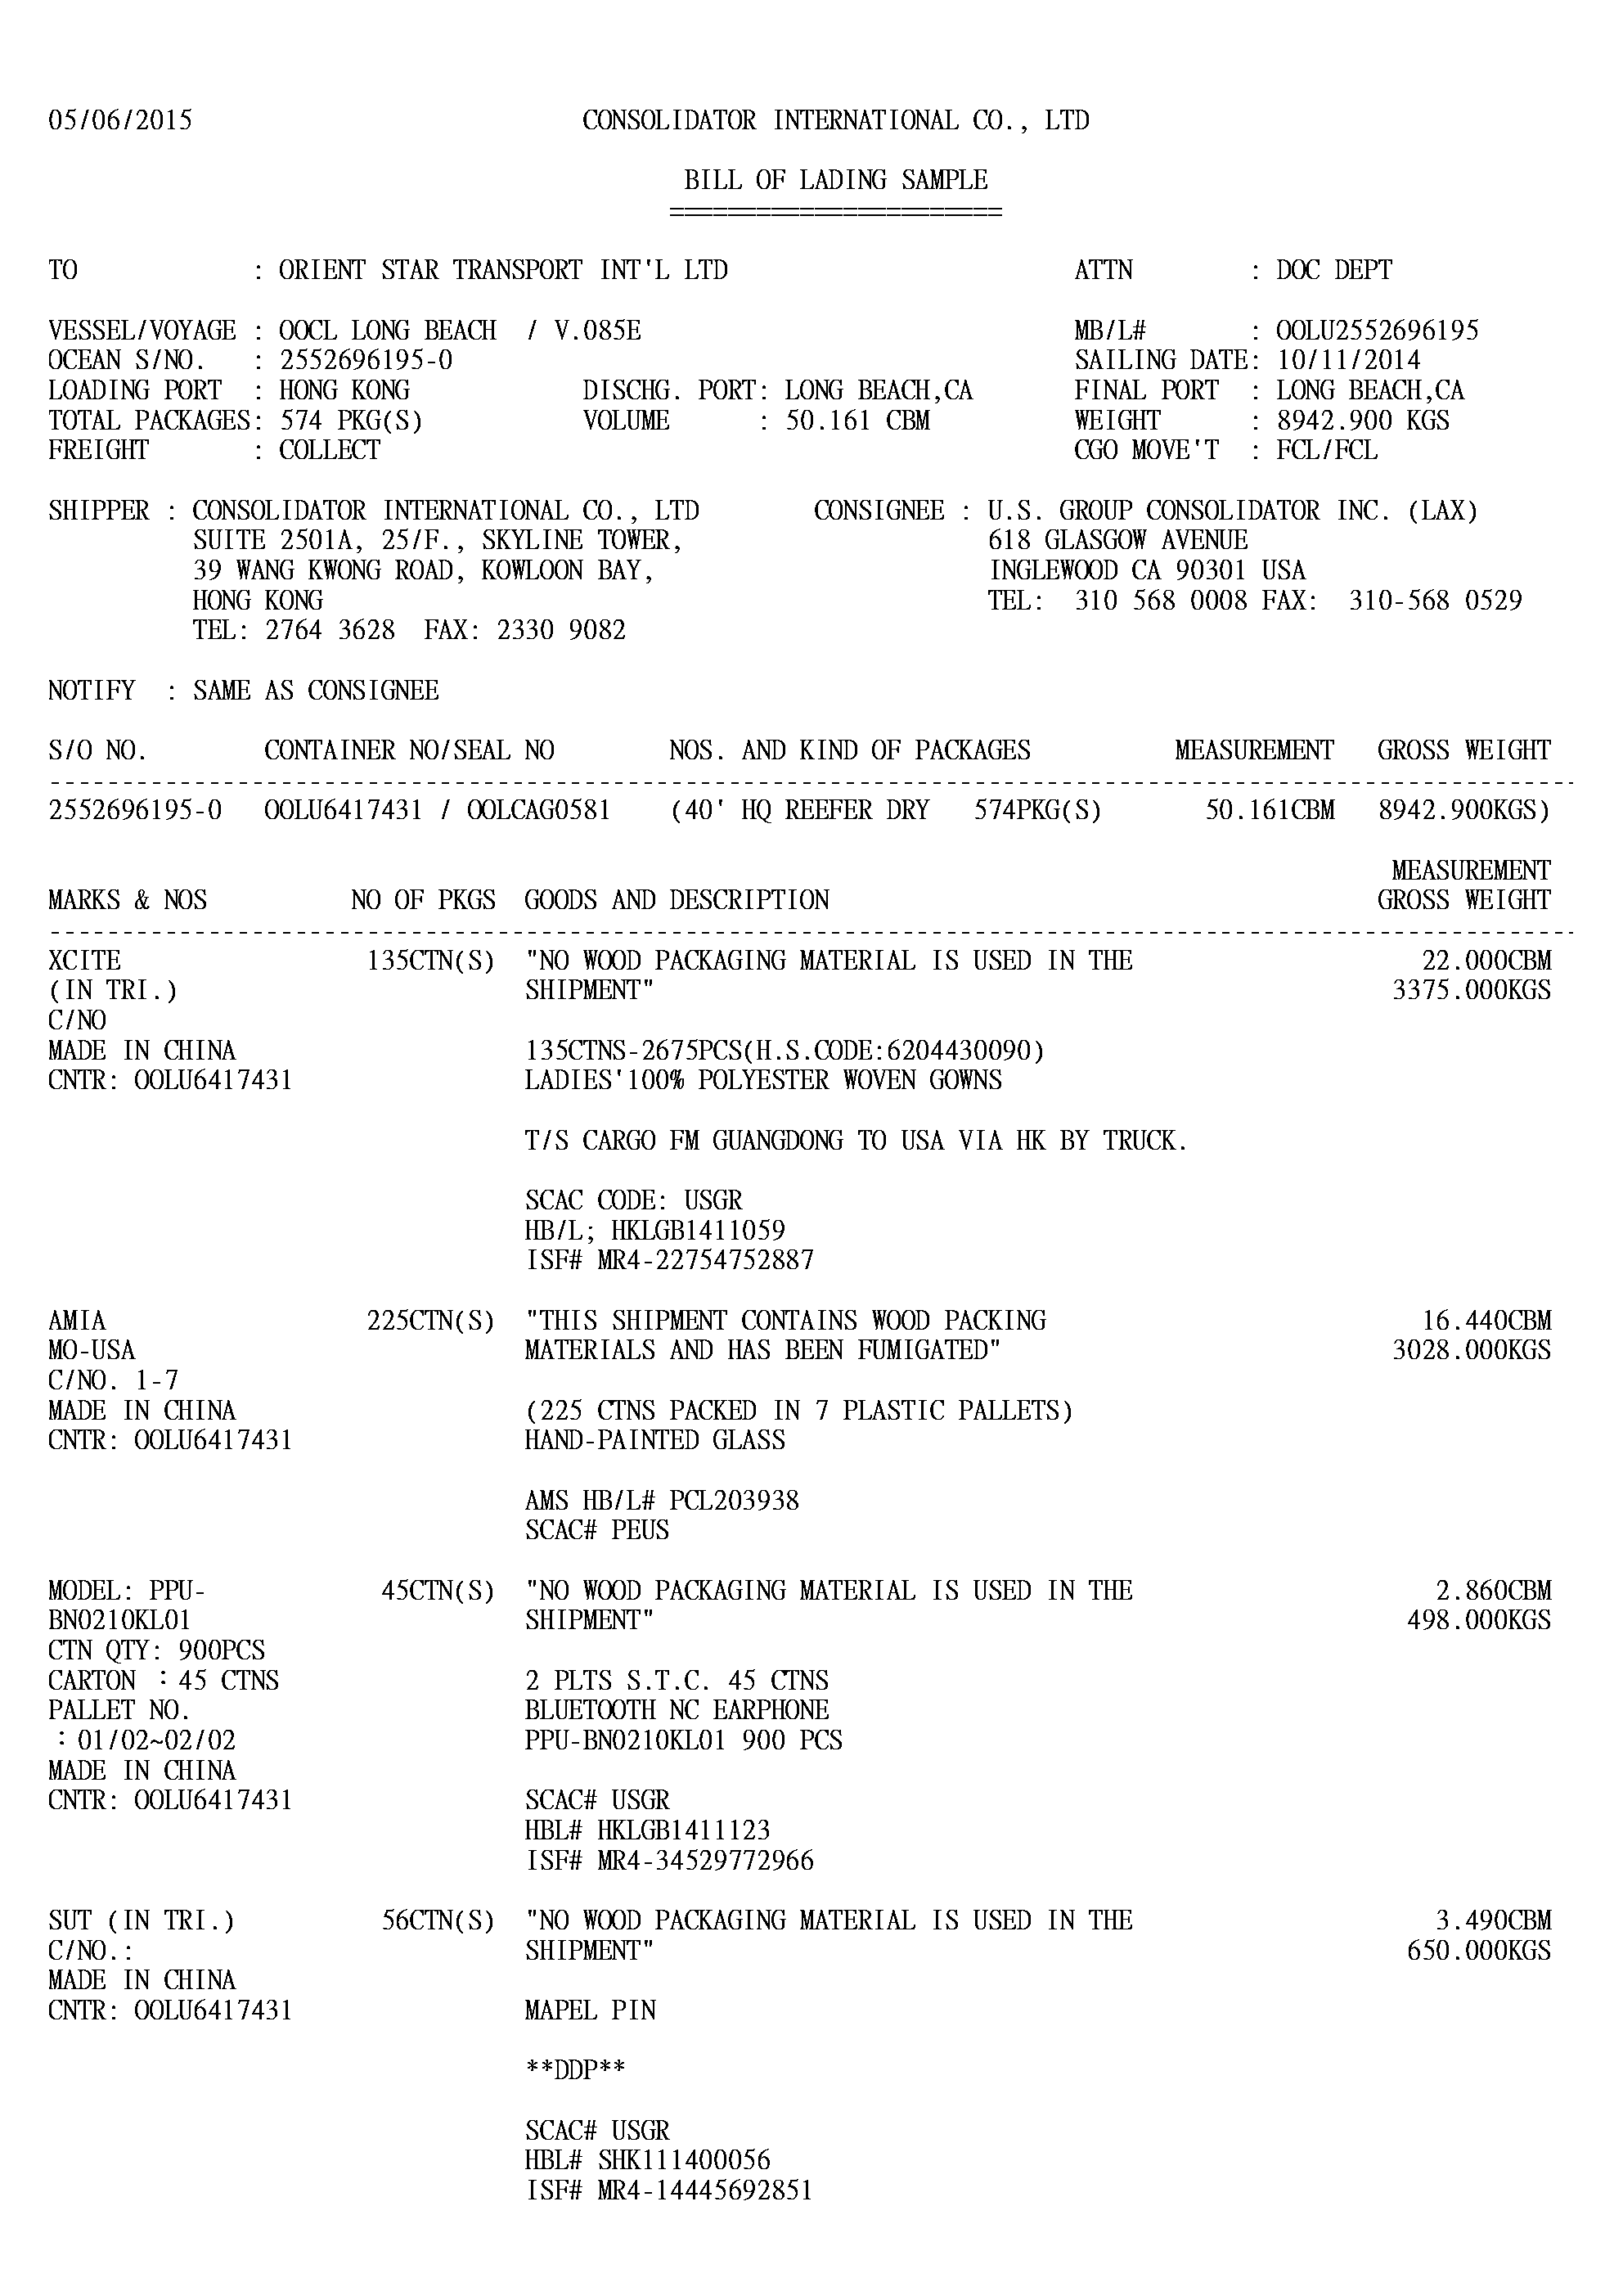 05/06/2015 CONSOLIDATOR INTERNATIONAL CO., LTD
BILL OF LADING SAMPLE
=======================
TO : ORIENT STAR TRANSPORT INT'L LTD ATTN : DOC DEPT
VESSEL/VOYAGE : OOCL LONG BEACH / V.085E MB/L# : OOLU2552696195
OCEAN S/NO. : 2552696195-0 SAILING DATE: 10/11/2014
LOADING PORT : HONG KONG DISCHG. PORT: LONG BEACH,CA FINAL PORT : LONG BEACH,CA
TOTAL PACKAGES: 574 PKG(S) VOLUME : 50.161 CBM WEIGHT : 8942.900 KGS
FREIGHT : COLLECT CGO MOVE'T : FCL/FCL
SHIPPER : CONSOLIDATOR INTERNATIONAL CO., LTD CONSIGNEE : U.S. GROUP CONSOLIDATOR INC. (LAX)
SUITE 2501A, 25/F., SKYLINE TOWER, 618 GLASGOW AVENUE
39 WANG KWONG ROAD, KOWLOON BAY, INGLEWOOD CA 90301 USA
HONG KONG TEL: 310 568 0008 FAX: 310-568 0529
TEL: 2764 3628 FAX: 2330 9082
NOTIFY : SAME AS CONSIGNEE
S/O NO. CONTAINER NO/SEAL NO NOS. AND KIND OF PACKAGES MEASUREMENT GROSS WEIGHT
2552696195-0 OOLU6417431 / OOLCAG0581 (40' HQ REEFER DRY 574PKG(S) 50.161CBM 8942.900KGS)
MEASUREMENT
MARKS & NOS NO OF PKGS GOODS AND DESCRIPTION GROSS WEIGHT
XCITE 135CTN(S) "NO WOOD PACKAGING MATERIAL IS USED IN THE 22.000CBM
(IN TRI.) SHIPMENT" 3375.000KGS
C/NO
MADE IN CHINA 135CTNS-2675PCS(H.S.CODE:6204430090)
CNTR: OOLU6417431 LADIES'100% POLYESTER WOVEN GOWNS
T/S CARGO FM GUANGDONG TO USA VIA HK BY TRUCK.
SCAC CODE: USGR
HB/L; HKLGB1411059
ISF# MR4-22754752887
AMIA 225CTN(S) "THIS SHIPMENT CONTAINS WOOD PACKING 16.440CBM
MO-USA MATERIALS AND HAS BEEN FUMIGATED" 3028.000KGS
C/NO. 1-7
MADE IN CHINA (225 CTNS PACKED IN 7 PLASTIC PALLETS)
CNTR: OOLU6417431 HAND-PAINTED GLASS
AMS HB/L# PCL203938
SCAC# PEUS
MODEL: PPU- 45CTN(S) "NO WOOD PACKAGING MATERIAL IS USED IN THE 2.860CBM
BN0210KL01 SHIPMENT" 498.000KGS
CTN QTY: 900PCS
CARTON : 45 CTNS 2 PLTS S.T.C. 45 CTNS
PALLET NO. BLUETOOTH NC EARPHONE
: 01/02~02/02 PPU-BN0210KL01 900 PCS
MADE IN CHINA
CNTR: OOLU6417431 SCAC# USGR
HBL# HKLGB1411123
ISF# MR4-34529772966
SUT (IN TRI.) 56CTN(S) "NO WOOD PACKAGING MATERIAL IS USED IN THE 3.490CBM
C/NO.: SHIPMENT" 650.000KGS
MADE IN CHINA
CNTR: OOLU6417431 MAPEL PIN
**DDP**
SCAC# USGR
HBL# SHK111400056
ISF# MR4-14445692851